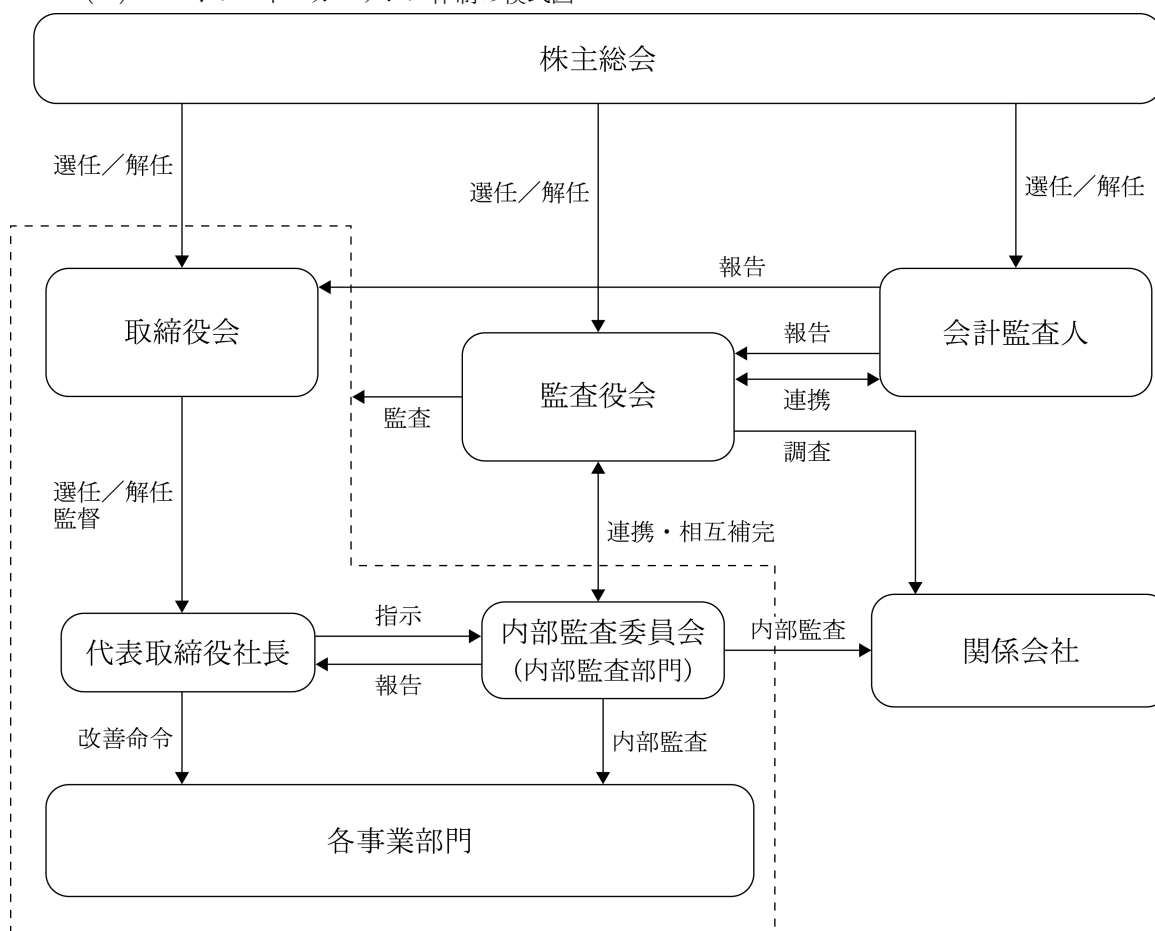 株主総会
選任／解任
選任／解任
選任／解任
報告
取締役会
会計監査人
報告
監査役会
連携
監査
調査
選任／解任
監督
連携・相互補完
指示
代表取締役社長
内部監査委員会
(内部監査部門)
内部監査
関係会社
報告
改善命令
内部監査
各事業部門